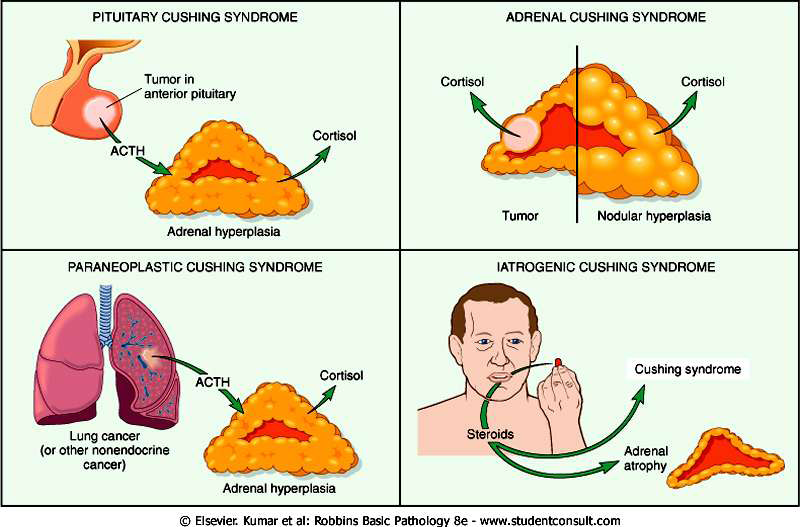 PITUITARY CUSHING SYNDROME
Tumor in
anterior pituitary
ACTH
Cortisol
Adrenal hyperplasia
ADRENAL CUSHING SYNDROME
Cortisol
Cortisol
Tumor
Nodular hyperplasia
PARANEOPLASTIC CUSHING SYNDROME
ACTH
Cortisol
Lung cancer
(or other nonendocrine
cancer)
Adrenal hyperplasia
IATROGENIC CUSHING SYNDROME
Cushing syndrome
Steroids
Adrenal
atrophy
© Elsevier. Kumar et al: Robbins Basic Pathology 8e - www.studentconsult.com